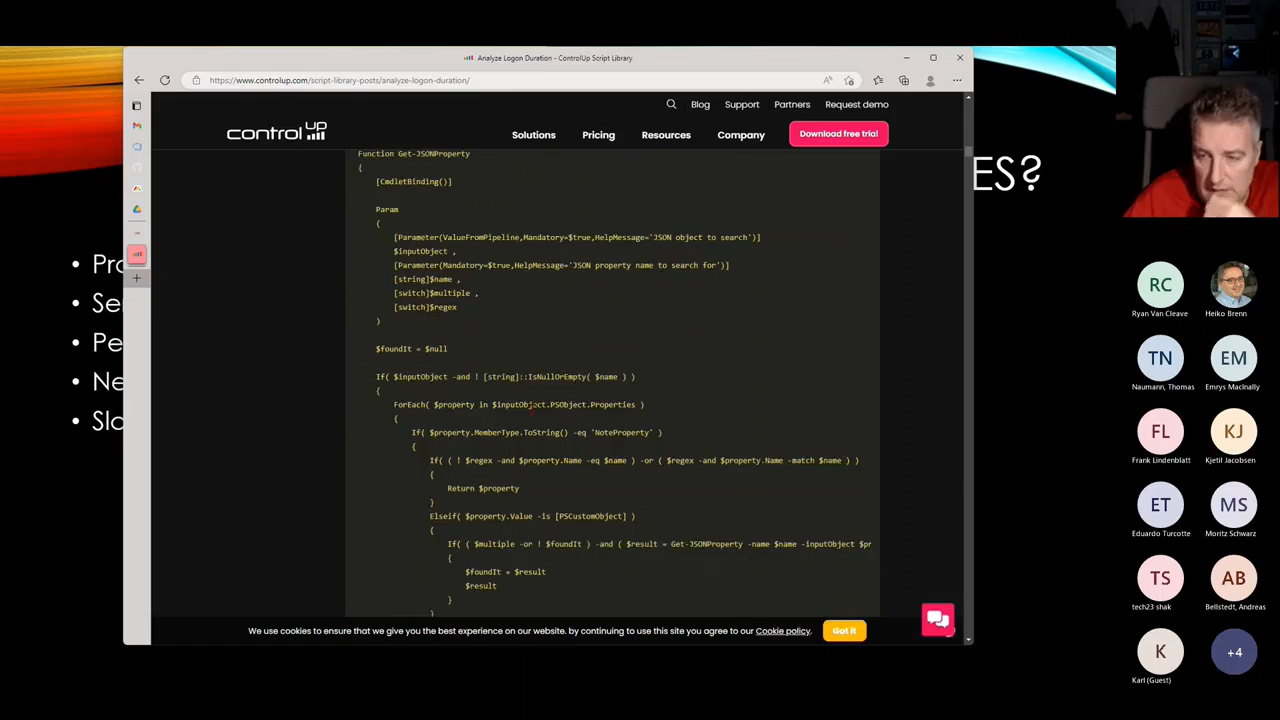 Analyze Logon Duration - ControlUp Script Library
https://www.controlup.com/script-library-posts/analyze-logon-duration/
Blog Support Partners Request demo
control UP
Solutions Pricing Resources Company Download free trial
Function Get-JSONProperty
{
[CmdletBinding()]
Param
(
[Parameter(ValueFromPipeline,Mandatory=$true,HelpMessage='JSON object to search')]
$inputObject ,
[Parameter(Mandatory=$true,HelpMessage='JSON property name to search for')]
[string]$name ,
[switch]$multiple ,
[switch]$regex
)
$foundIt = $null
If( $inputObject -and ! [string]::IsNullOrEmpty( $name ) )
{
ForEach( $property in $inputObject.PSObject.Properties )
{
If( $property.MemberType.ToString() -eq 'NoteProperty' )
{
If( ( ! $regex -and $property.Name -eq $name ) -or ( $regex -and $property.Name -match $name ) )
{
Return $property
}
Elseif( $property.Value -is [PSCustomObject] )
{
If( ( $multiple -or ! $foundIt ) -and ( $result = Get-JSONProperty -name $name -inputObject $pr
{
$foundIt = $result
$result
}
}
We use cookies to ensure that we give you the best experience on our website. by continuing to use this site you agree to our Cookie policy. Got it
ES?
• Pro
• Se
• Pe
• Ne
• Slo
RC
Ryan Van Cleave Heiko Brenn
TN EM
Naumann, Thomas Emrys MacInally
FL KJ
Frank Lindenblatt Kjetil Jacobsen
ET MS
Eduardo Turcotte Moritz Schwarz
TS AB
tech23 shak Bellstedt, Andreas
K +4
Karl (Guest)